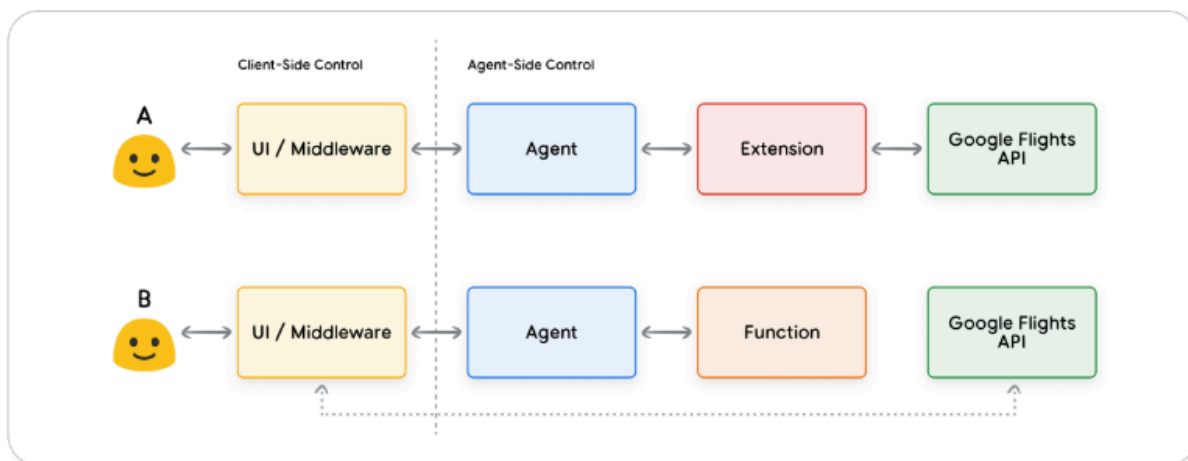 Client-Side Control
Agent-Side Control
A
UI / Middleware
Agent
Extension
Google Flights
API
B
UI / Middleware
Agent
Function
Google Flights
API